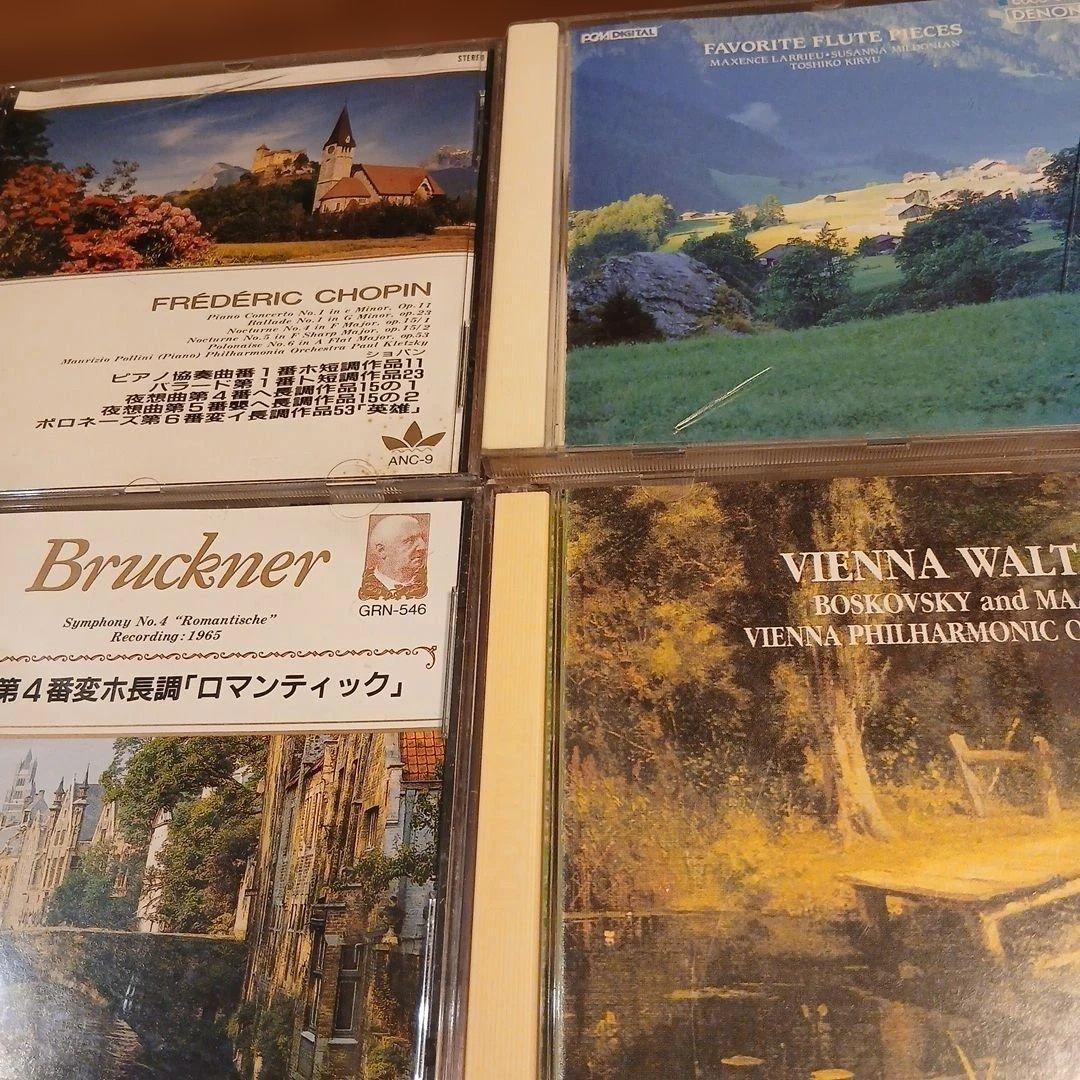 STEREO
FRÉDÉRIC CHOPIN
Piano Concerto No.1 in e Minor, Op.11
Ballade No.1 in G Minor, op.23
Nocturne No.4 in F Major, op.15/1
Nocturne No.5 in F Sharp Major, op.15/2
Polonaise No.6 in A Flat Major, op.53
Maurizio Pollini (Piano) Philharmonia Orchestra Paul Kletzky
ショパン
ピアノ協奏曲番1番ホ短調作品11
バラード第1番ト短調作品23
夜想曲第4番ヘ長調作品15の1
夜想曲第5番嬰ヘ長調作品15の2
ポロネーズ第6番変イ長調作品53「英雄」
ANC-9
PCM DIGITAL
DENON
FAVORITE FLUTE PIECES
MAXENCE LARRIEU・SUSANNA MILDONIAN
TOSHIKO KIRYU
Bruckner
GRN-546
Symphony No.4 "Romantische"
Recording: 1965
第4番変ホ長調「ロマンティック」
VIENNA WALT
BOSKOVSKY and MA
VIENNA PHILHARMONIC O